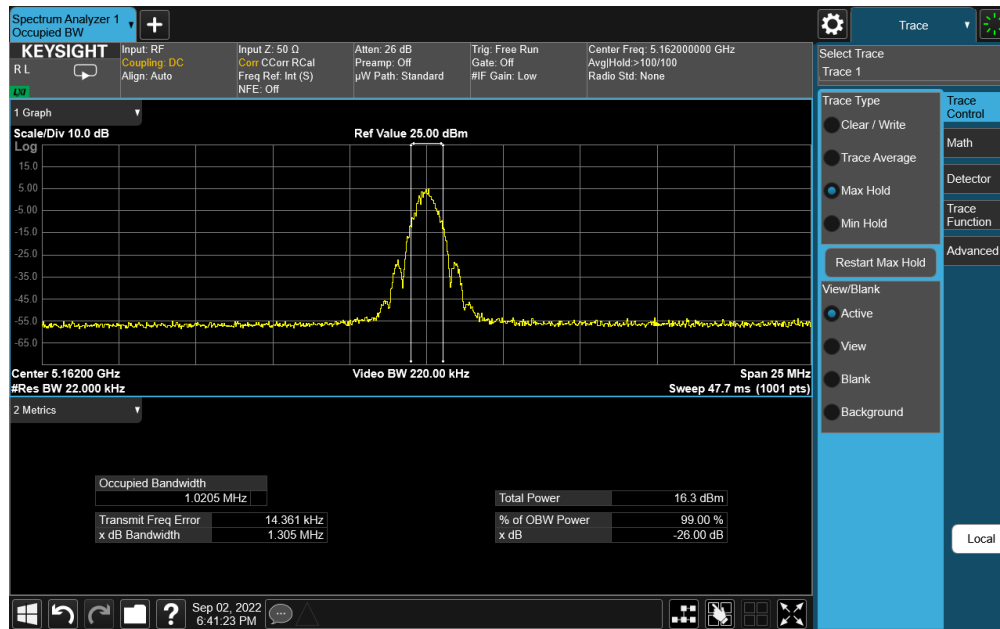 Spectrum Analyzer 1
Occupied BW
+
Trace
KEYSIGHT
R L
LXI
Input: RF
Coupling: DC
Align: Auto
Input Z: 50 Ω
Corr CCorr RCal
Freq Ref: Int (S)
NFE: Off
Atten: 26 dB
Preamp: Off
µW Path: Standard
Trig: Free Run
Gate: Off
#IF Gain: Low
Center Freq: 5.162000000 GHz
Avg|Hold:>100/100
Radio Std: None
Select Trace
Trace 1
1 Graph
Scale/Div 10.0 dB
Ref Value 25.00 dBm
Log
15.0
5.00
-5.00
-15.0
-25.0
-35.0
-45.0
-55.0
-65.0
Center 5.16200 GHz
Video BW 220.00 kHz
Span 25 MHz
#Res BW 22.000 kHz
Sweep 47.7 ms (1001 pts)
Trace Type
Clear / Write
Trace Average
Max Hold
Min Hold
Restart Max Hold
View/Blank
Active
View
Blank
Background
Trace
Control
Math
Detector
Trace
Function
Advanced
2 Metrics
Occupied Bandwidth
1.0205 MHz
Transmit Freq Error 14.361 kHz
x dB Bandwidth 1.305 MHz
Total Power 16.3 dBm
% of OBW Power 99.00 %
x dB -26.00 dB
Local
?
Sep 02, 2022
6:41:23 PM